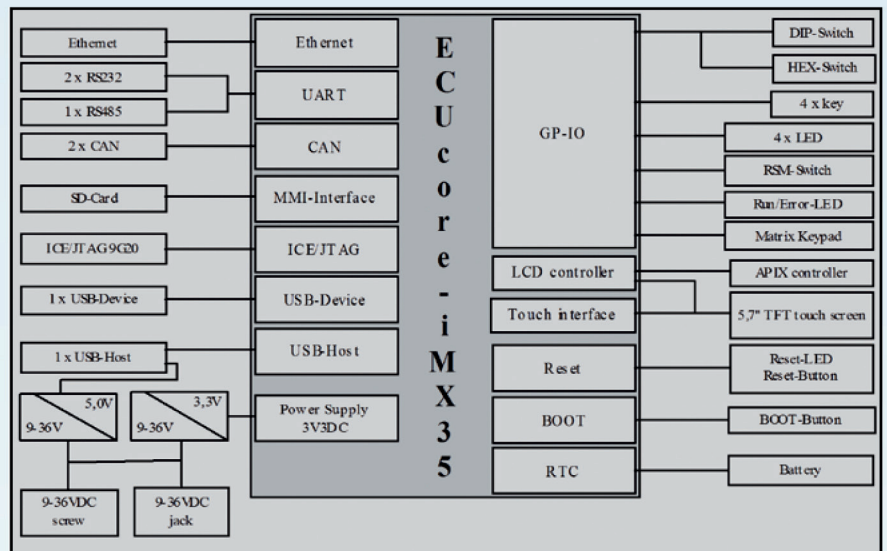 Ethernet
2 x RS232
1 x RS485
2 x CAN
SD-Card
ICE/JTAG9G20
1 x USB-Device
1 x USB-Host
5,0V
9-36V
3,3V
9-36V
9-36VDC
screw
9-36VDC
jack
Ethernet
UART
CAN
MMI-Interface
ICE/JTAG
USB-Device
USB-Host
Power Supply
3V3DC
ECUcore-iMX35
GP-IO
LCD controller
Touch interface
Reset
BOOT
RTC
DIP-Switch
HEX-Switch
4 x key
4 x LED
RSM-Switch
Run/Error-LED
Matrix Keypad
APIX controller
5,7" TFT touch screen
Reset-LED
Reset-Button
BOOT-Button
Battery